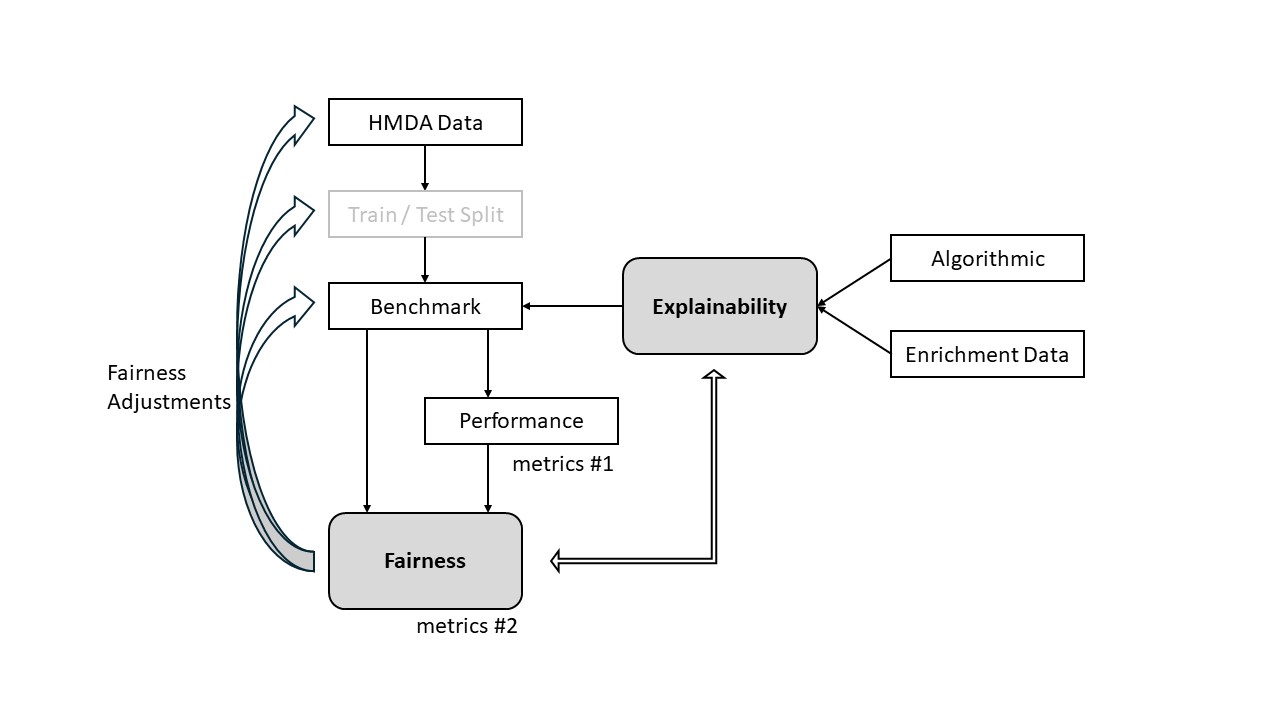 HMDA Data
Train / Test Split
Benchmark
Explainability
Algorithmic
Enrichment Data
Fairness
Adjustments
Performance
metrics #1
Fairness
metrics #2